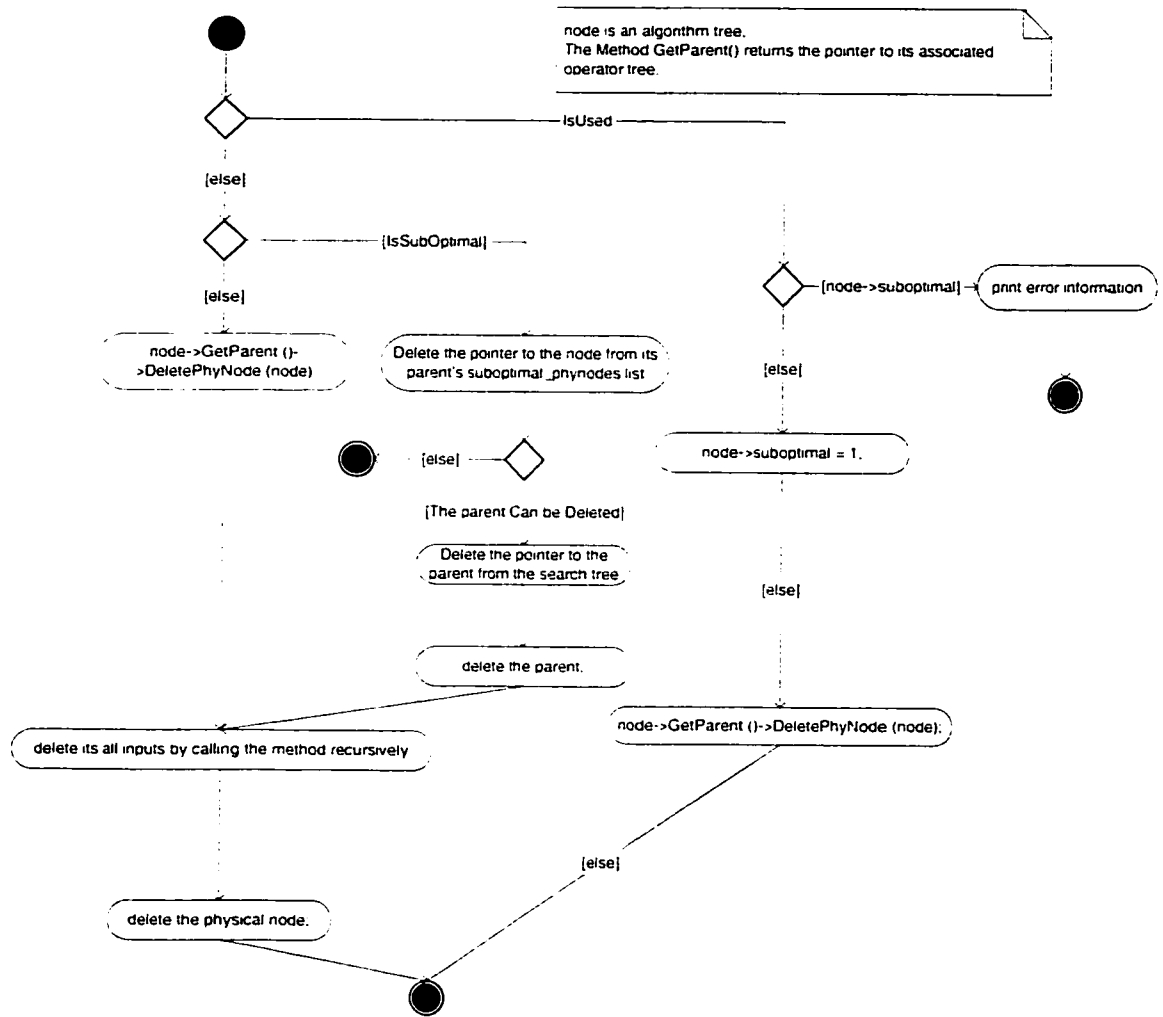 node is an algorithm tree.
The Method GetParent() returns the pointer to its associated
operator tree.
IsUsed
[else]
[IsSubOptimal]
[node->suboptimal]
print error information
[else]
node->GetParent ()-
>DeletePhyNode (node)
Delete the pointer to the node from its
parent's suboptimal_phynodes list
[else]
[else]
node->suboptimal = 1.
[The parent Can be Deleted]
Delete the pointer to the
parent from the search tree
[else]
delete the parent.
node->GetParent ()->DeletePhyNode (node);
delete its all inputs by calling the method recursively
[else]
delete the physical node.